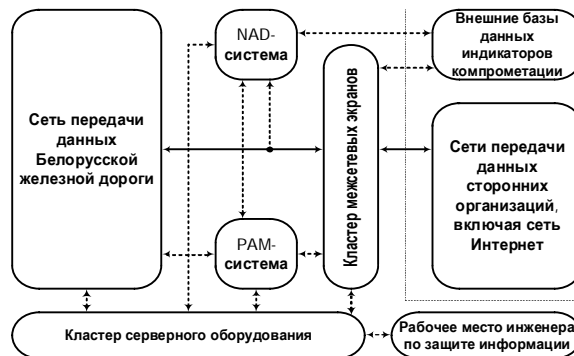 NAD-
система
Внешние базы
данных
индикаторов
компрометации
Сеть передачи
данных
Белорусской
железной дороги
Кластер межсетевых экранов
Сети передачи
данных
сторонних
организаций,
включая сеть
Интернет
PAM-
система
Кластер серверного оборудования
Рабочее место инженера
по защите информации